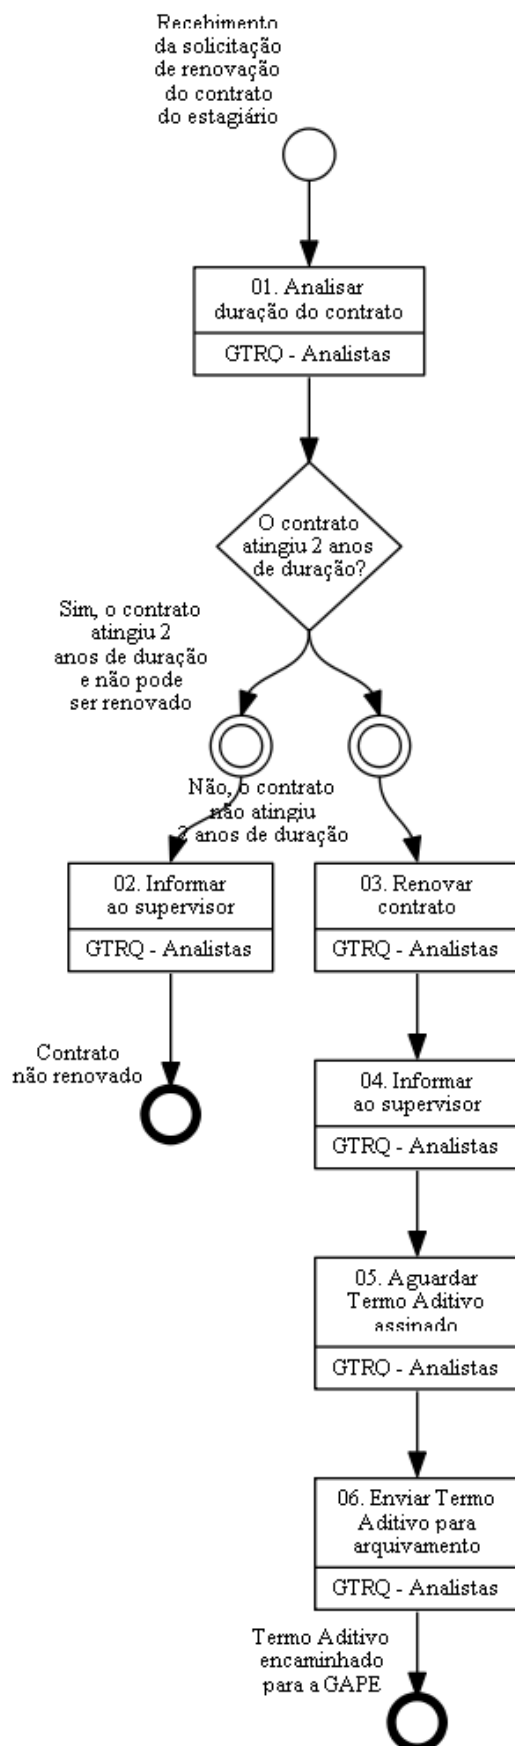 Recebimento
da solicitação
de renovação
do contrato
do estagiário
01. Analisar
duração do contrato
GTRQ - Analistas
O contrato
atingiu 2 anos
de duração?
Sim, o contrato
atingiu 2
anos de duração
e não pode
ser renovado
Não, o contrato
não atingiu
2 anos de duração
02. Informar
ao supervisor
GTRQ - Analistas
03. Renovar
contrato
GTRQ - Analistas
Contrato
não renovado
04. Informar
ao supervisor
GTRQ - Analistas
05. Aguardar
Termo Aditivo
assinado
GTRQ - Analistas
06. Enviar Termo
Aditivo para
arquivamento
GTRQ - Analistas
Termo Aditivo
encaminhado
para a GAPE